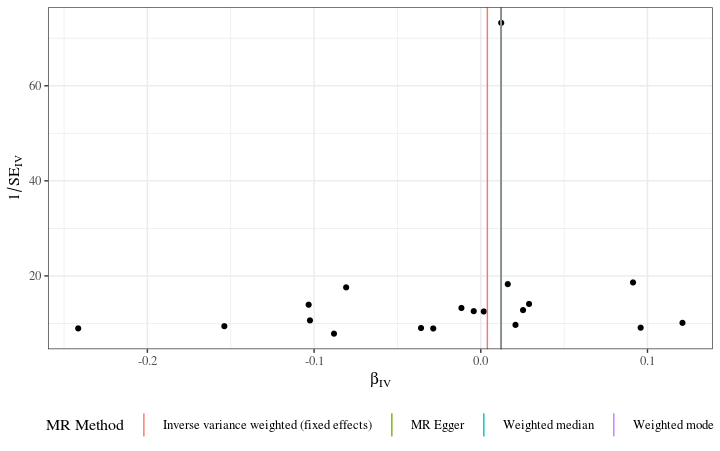 1/SE_IV
60
40
20
-0.2 -0.1 0.0 0.1
β_IV
MR Method Inverse variance weighted (fixed effects) MR Egger Weighted median Weighted mode